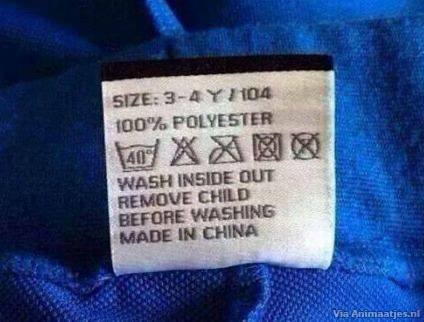 SIZE: 3-4 Y / 104
100% POLYESTER
40°
WASH INSIDE OUT
REMOVE CHILD
BEFORE WASHING
MADE IN CHINA
Via Animaatjes.nl